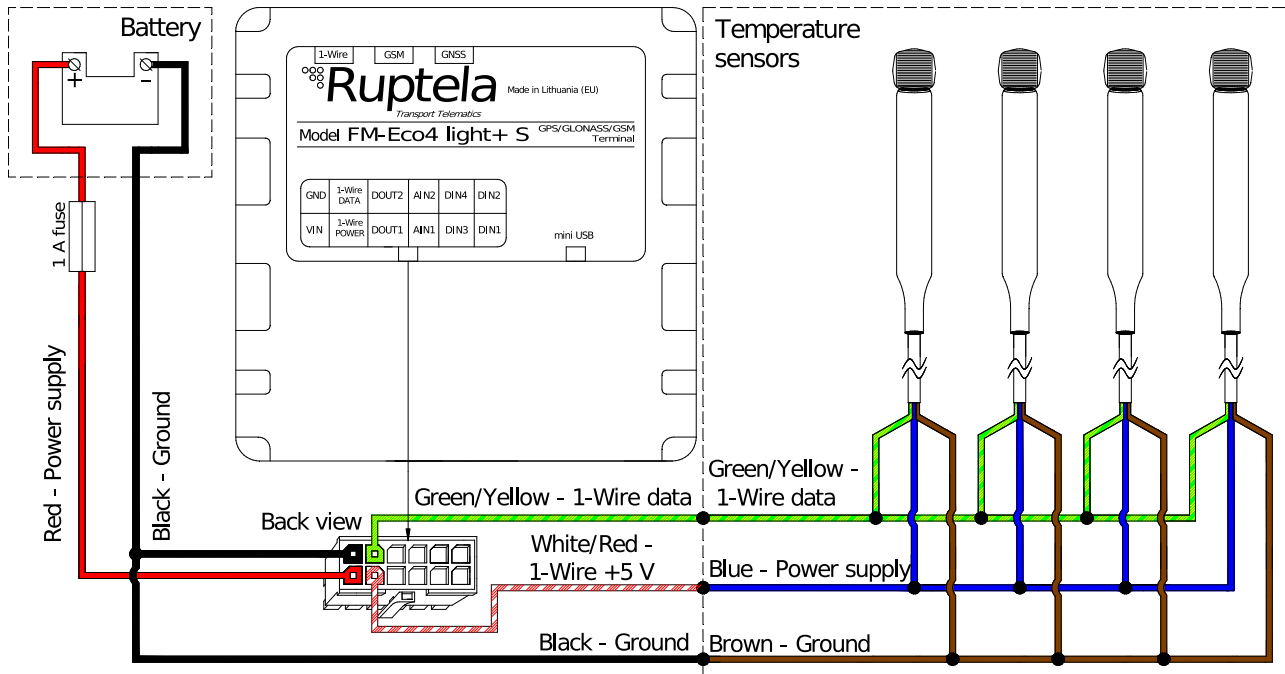 Battery
+
-
1 A fuse
Red - Power supply
Black - Ground
1-Wire
GSM
GNSS
Ruptela
Made in Lithuania (EU)
Transport Telematics
Model FM-Eco4 light+ S
GPS/GLONASS/GSM
Terminal
GND
1-Wire
DATA
DOUT2
AIN2
DIN4
DIN2
VIN
1-Wire
POWER
DOUT1
AIN1
DIN3
DIN1
mini USB
Temperature
sensors
Back view
Green/Yellow - 1-Wire data
White/Red -
1-Wire +5 V
Black - Ground
Green/Yellow -
1-Wire data
Blue - Power supply
Brown - Ground